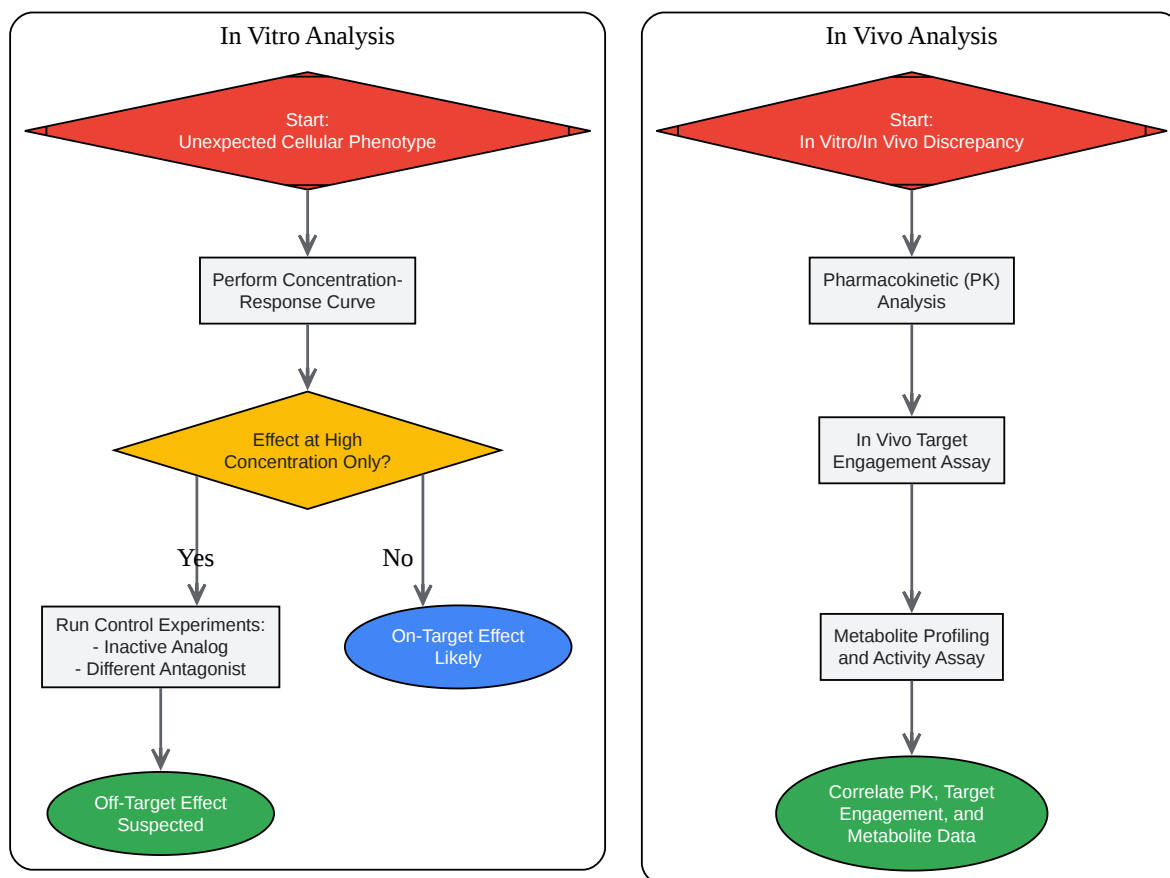 In Vitro Analysis
Start:
Unexpected Cellular Phenotype
Perform Concentration-
Response Curve
Effect at High
Concentration Only?
Yes
No
Run Control Experiments:
- Inactive Analog
- Different Antagonist
On-Target Effect
Likely
Off-Target Effect
Suspected
In Vivo Analysis
Start:
In Vitro/In Vivo Discrepancy
Pharmacokinetic (PK)
Analysis
In Vivo Target
Engagement Assay
Metabolite Profiling
and Activity Assay
Correlate PK, Target
Engagement, and
Metabolite Data